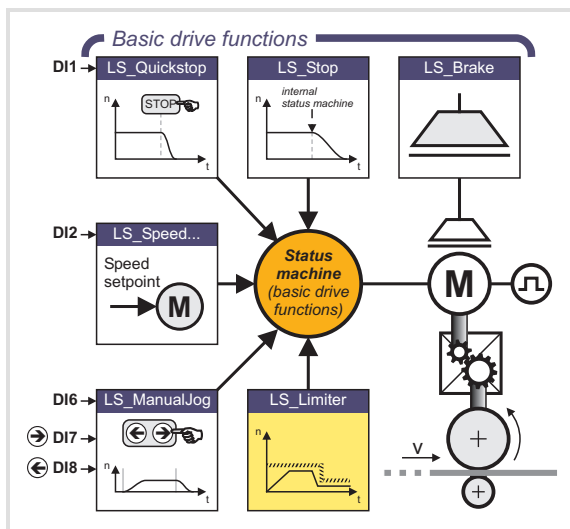 Basic drive functions
DI1
LS_Quickstop
LS_Stop
LS_Brake
n
STOP
t
n
internal
status machine
t
DI2
LS_Speed...
Speed
setpoint
M
Status
machine
(basic drive
functions)
M
DI6
LS_ManualJog
DI7
DI8
n
t
LS_Limiter
n
t
V